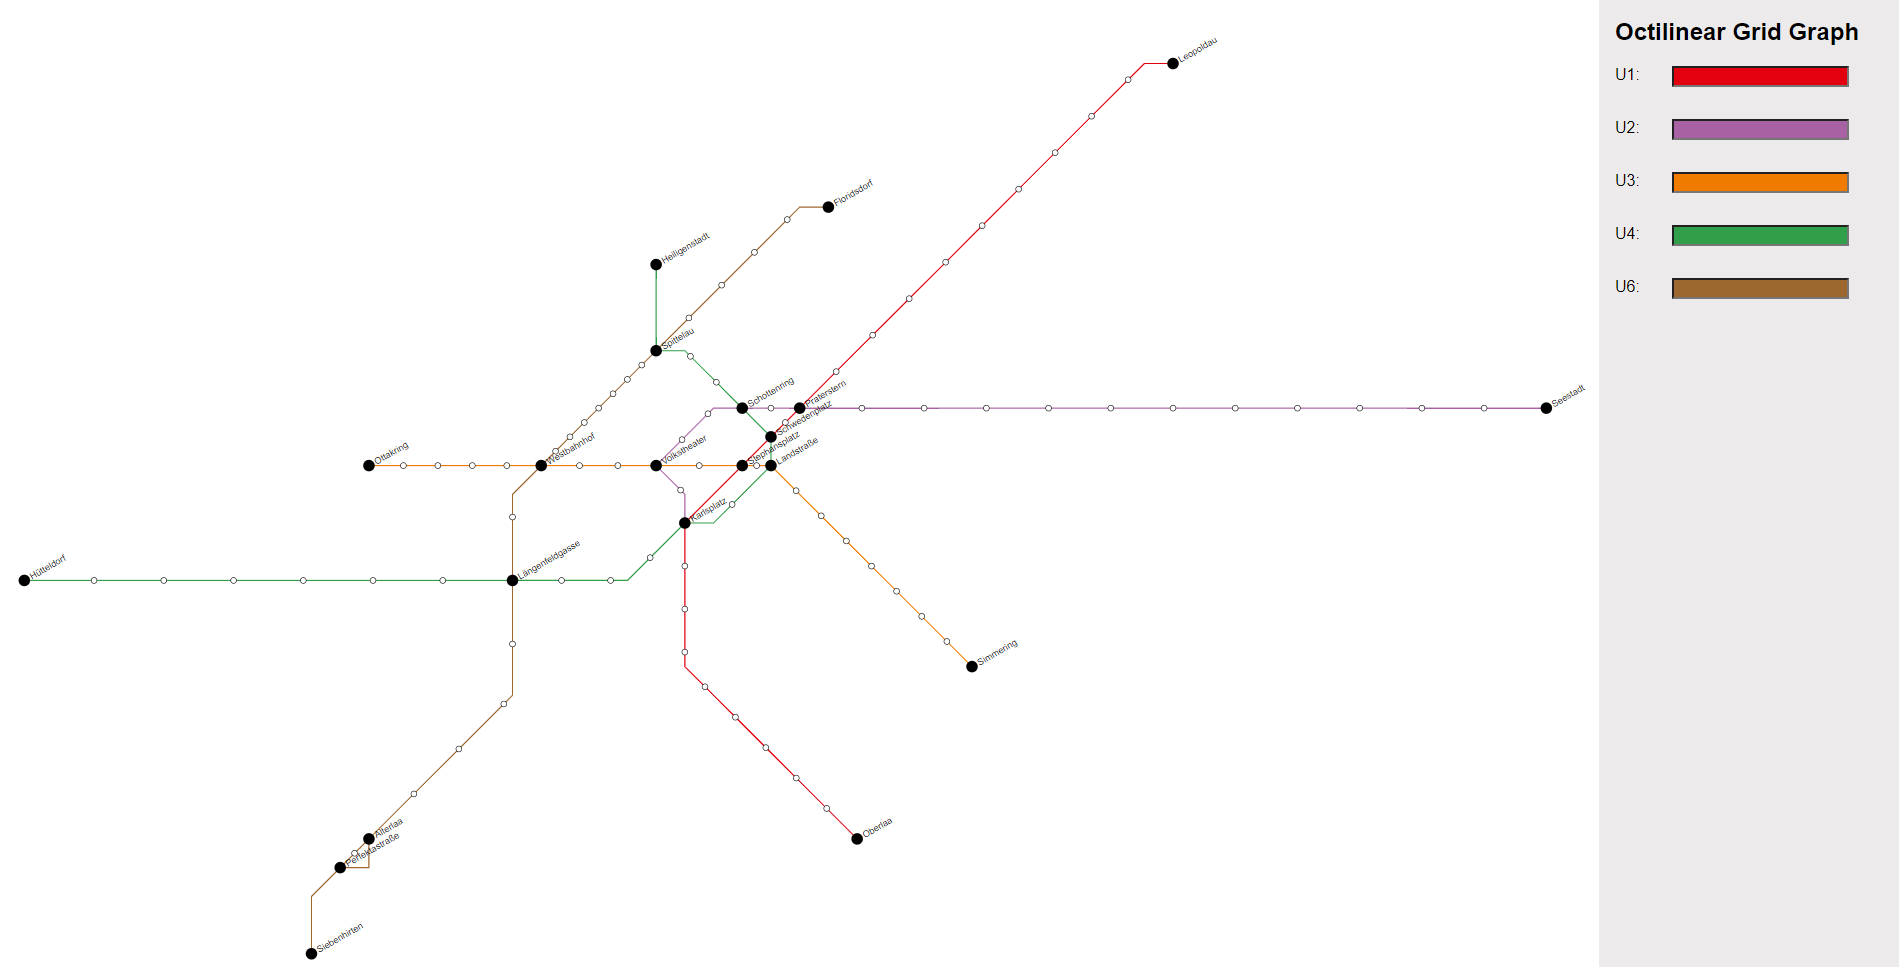 Octilinear Grid Graph
U1:
U2:
U3:
U4:
U6:
Leopoldau
Floridsdorf
Heiligenstadt
Spittelau
Schottenring
Praterstern
Seestadt
Schwedenplatz
Ottakring
Westbahnhof
Volkstheater
Stephansplatz
Landstraße
Karlsplatz
Hütteldorf
Längenfeldgasse
Simmering
Alterlaa
Perfektastraße
Oberlaa
Siebenhirten